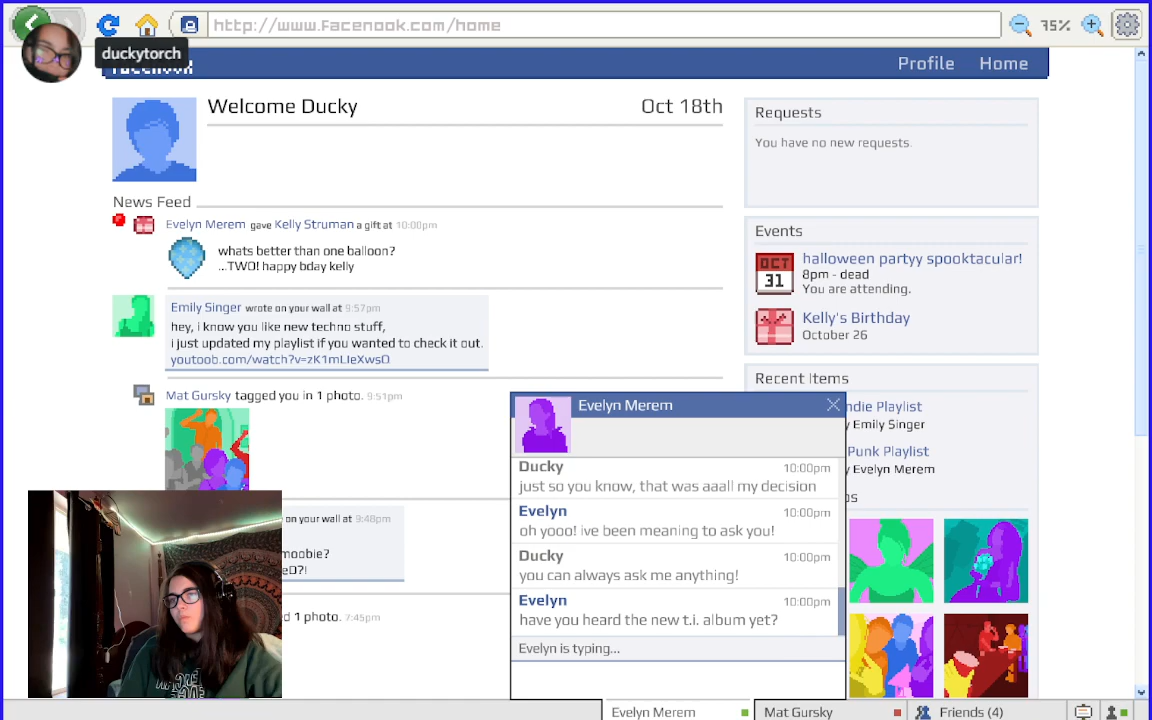 http://www.Facenook.com/home
75%
duckytorch
facenook
Profile
Home
Welcome Ducky
Oct 18th
News Feed
Evelyn Merem gave Kelly Struman a gift at 10:00pm
whats better than one balloon?
...TWO! happy bday kelly
Emily Singer wrote on your wall at 9:57pm
hey, i know you like new techno stuff,
i just updated my playlist if you wanted to check it out.
youtoob.com/watch?v=zK1mLIeXwsO
Mat Gursky tagged you in 1 photo. 9:51pm
on your wall at 9:48pm
moobie?
eD?!
d 1 photo. 7:45pm
Requests
You have no new requests.
Events
OCT
31
halloween partyy spooktacular!
8pm - dead
You are attending.
Kelly's Birthday
October 26
Recent Items
ndie Playlist
y Emily Singer
Punk Playlist
y Evelyn Merem
os
Evelyn Merem
Ducky 10:00pm
just so you know, that was aaall my decision
Evelyn 10:00pm
oh yooo! ive been meaning to ask you!
Ducky 10:00pm
you can always ask me anything!
Evelyn 10:00pm
have you heard the new t.i. album yet?
Evelyn is typing...
Evelyn Merem
Mat Gursky
Friends (4)